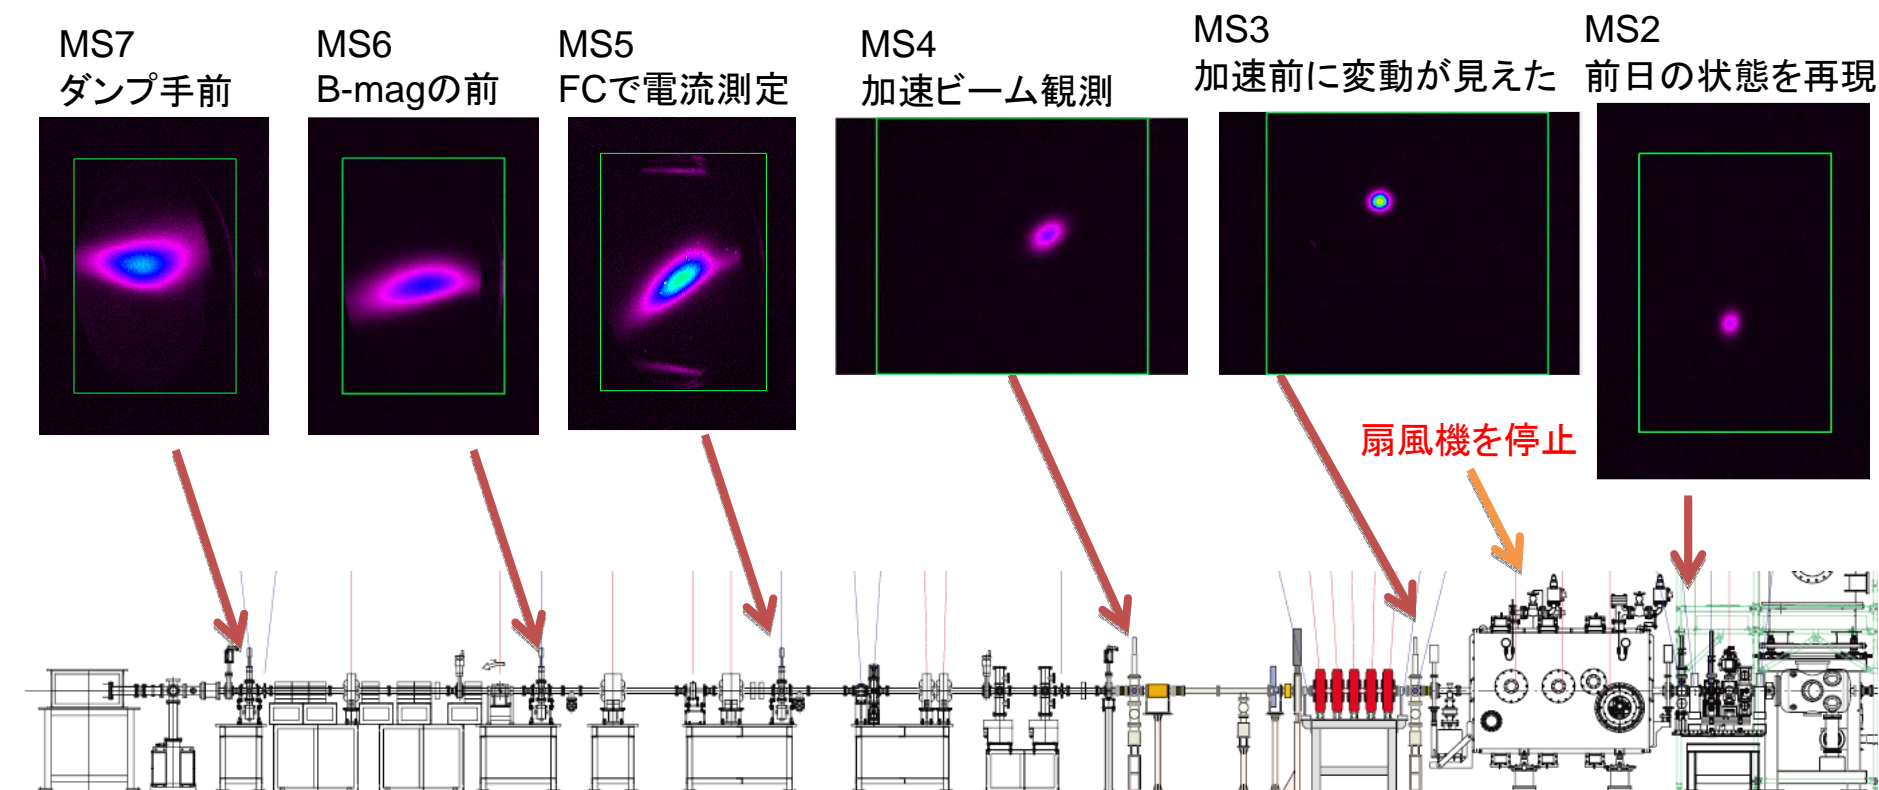 MS7
ダンプ手前
MS6
B-magの前
MS5
FCで電流測定
MS4
加速ビーム観測
MS3
加速前に変動が見えた
MS2
前日の状態を再現
扇風機を停止